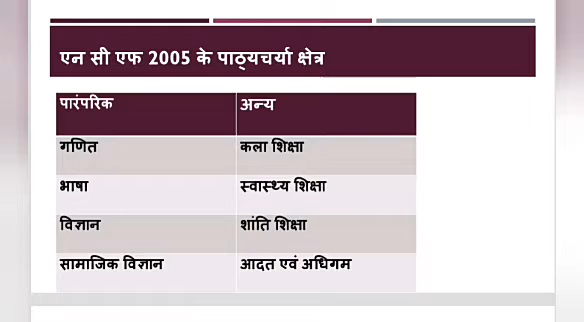 एन सी एफ 2005 के पाठ्यचर्या क्षेत्र
पारंपरिक अन्य
गणित कला शिक्षा
भाषा स्वास्थ्य शिक्षा
विज्ञान शांति शिक्षा
सामाजिक विज्ञान आदत एवं अधिगम